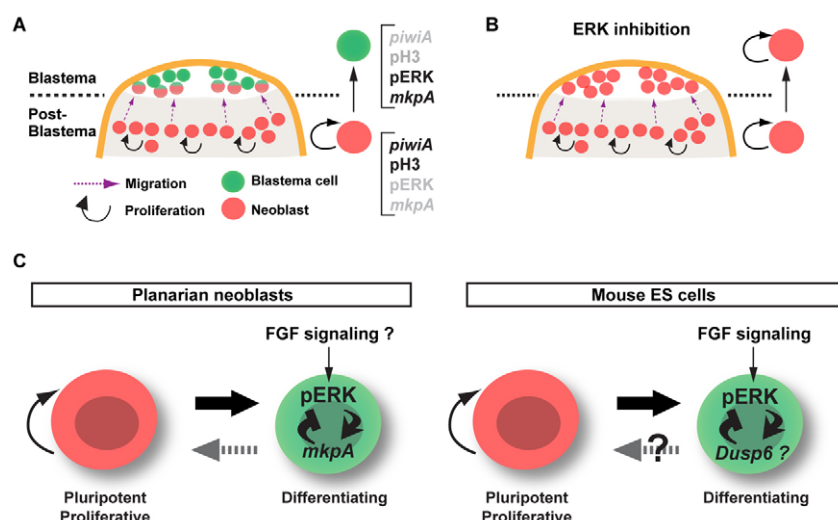 A
Blastema
Post-
Blastema
Migration
Proliferation
Blastema cell
Neoblast
piwiA
pH3
pERK
mkpA
piwiA
pH3
pERK
mkpA
B
ERK inhibition
C
Planarian neoblasts
FGF signaling ?
pERK
mkpA
Pluripotent
Proliferative
Differentiating
Mouse ES cells
FGF signaling
pERK
?
Dusp6 ?
Pluripotent
Proliferative
Differentiating